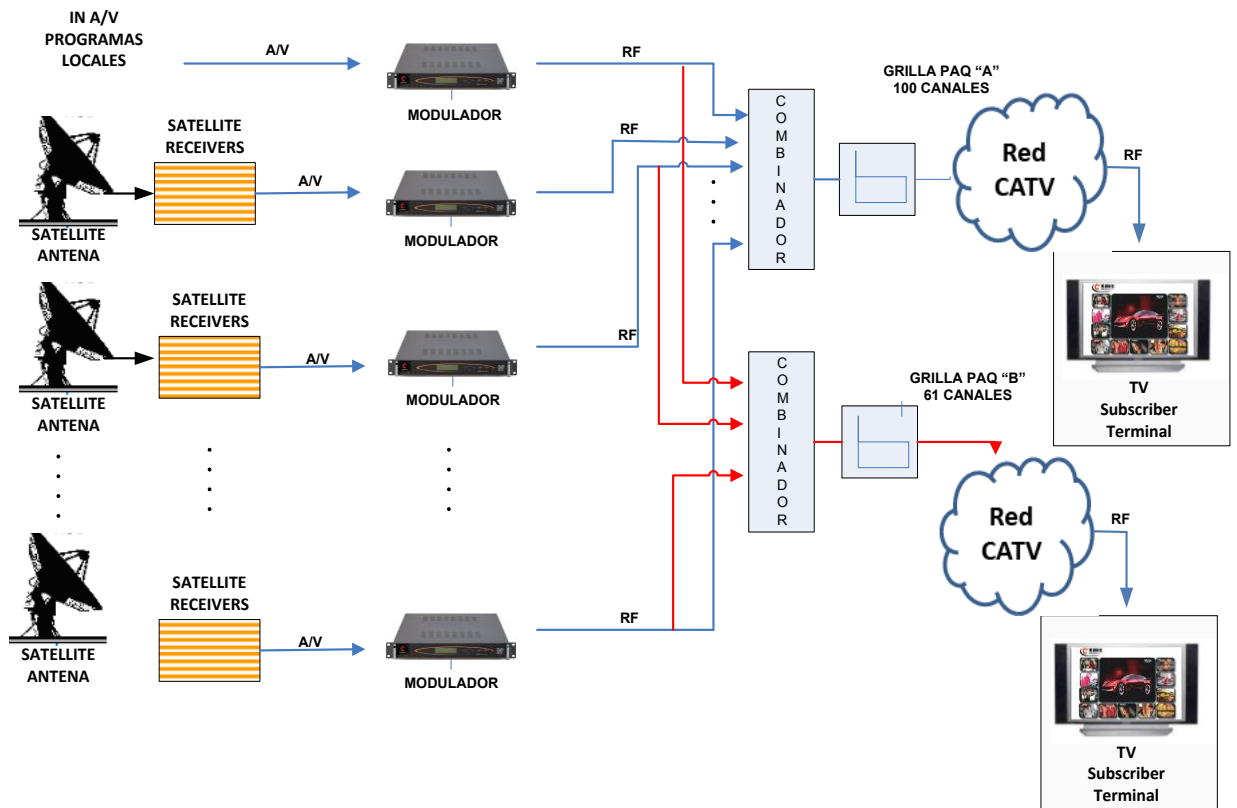 IN A/V
PROGRAMAS
LOCALES
A/V
MODULADOR
RF
SATELLITE
RECEIVERS
SATELLITE
ANTENA
A/V
MODULADOR
RF
SATELLITE
RECEIVERS
SATELLITE
ANTENA
A/V
MODULADOR
RF
SATELLITE
RECEIVERS
SATELLITE
ANTENA
A/V
MODULADOR
RF
COMBINADOR
GRILLA PAQ “A”
100 CANALES
Red
CATV
RF
TV
Subscriber
Terminal
COMBINADOR
GRILLA PAQ “B”
61 CANALES
Red
CATV
RF
TV
Subscriber
Terminal